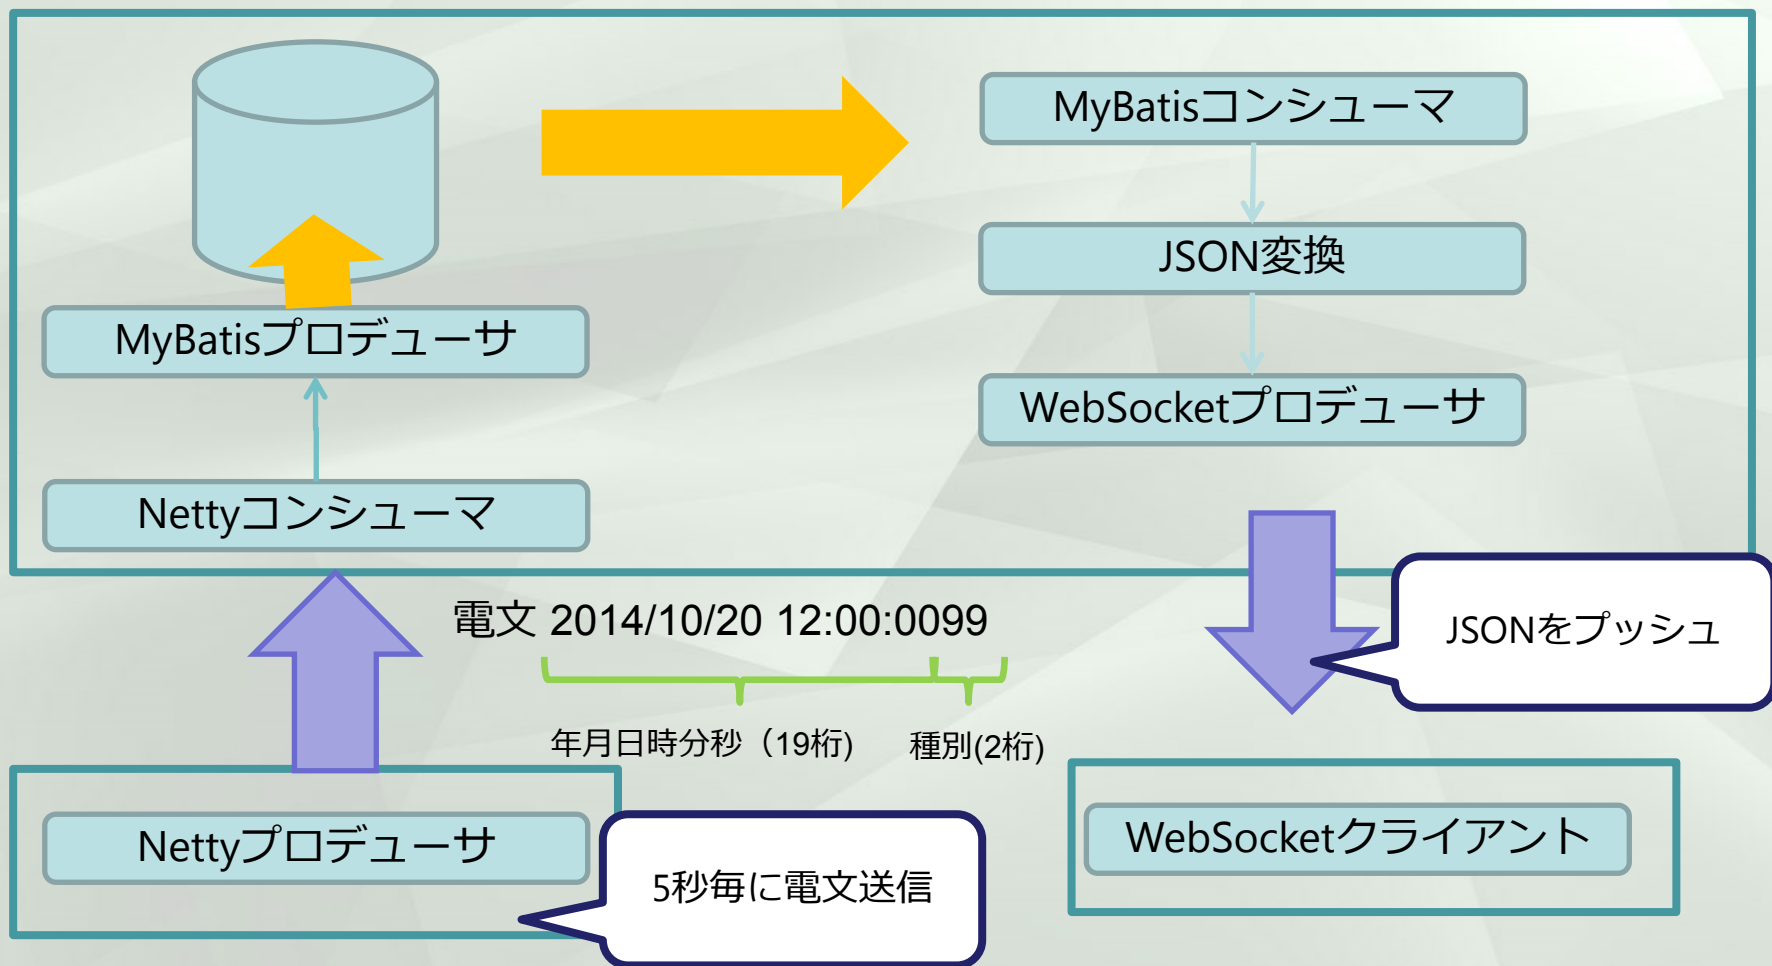 MyBatisコンシューマ
JSON変換
MyBatisプロデューサ
WebSocketプロデューサ
Nettyコンシューマ
電文 2014/10/20 12:00:0099
JSONをプッシュ
年月日時分秒（19桁)
種別(2桁)
Nettyプロデューサ
WebSocketクライアント
5秒毎に電文送信